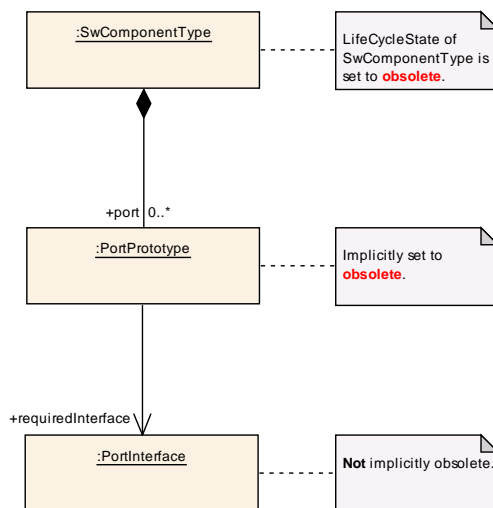 :SwComponentType
LifeCycleState of
SwComponentType is
set to obsolete.
+port 0..*
:PortPrototype
Implicitly set to
obsolete.
+requiredInterface
:PortInterface
Not implicitly obsolete.